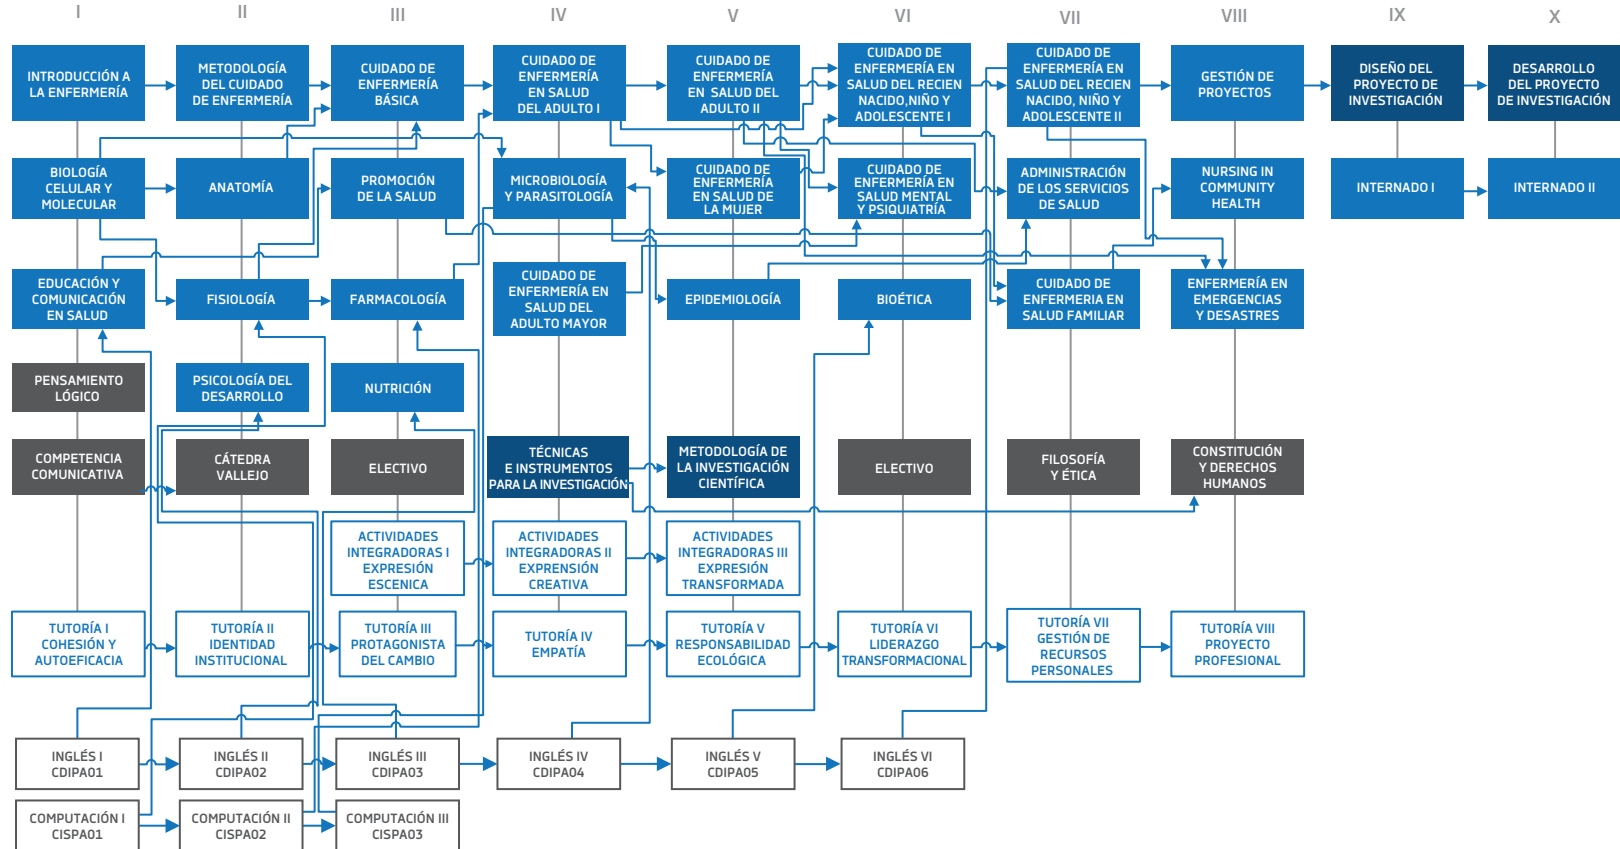 I II III IV V VI VII VIII IX X
INTRODUCCIÓN A
LA ENFERMERÍA
METODOLOGÍA
DEL CUIDADO
DE ENFERMERÍA
CUIDADO DE
ENFERMERÍA
BÁSICA
CUIDADO DE
ENFERMERÍA
EN SALUD
DEL ADULTO I
CUIDADO DE
ENFERMERÍA
EN SALUD DEL
ADULTO II
CUIDADO DE
ENFERMERÍA EN
SALUD DEL RECIEN
NACIDO,NIÑO Y
ADOLESCENTE I
CUIDADO DE
ENFERMERÍA EN
SALUD DEL RECIEN
NACIDO, NIÑO Y
ADOLESCENTE II
GESTIÓN DE
PROYECTOS
DISEÑO DEL
PROYECTO DE
INVESTIGACIÓN
DESARROLLO
DEL PROYECTO
DE INVESTIGACIÓN
BIOLOGÍA
CELULAR Y
MOLECULAR
ANATOMÍA
PROMOCIÓN
DE LA SALUD
MICROBIOLOGÍA
Y PARASITOLOGÍA
CUIDADO DE
ENFERMERÍA
EN SALUD DE
LA MUJER
CUIDADO DE
ENFERMERÍA EN
SALUD MENTAL
Y PSIQUIATRÍA
ADMINISTRACIÓN
DE LOS SERVICIOS
DE SALUD
NURSING IN
COMMUNITY
HEALTH
INTERNADO I
INTERNADO II
EDUCACIÓN Y
COMUNICACIÓN
EN SALUD
FISIOLOGÍA
FARMACOLOGÍA
CUIDADO DE
ENFERMERÍA EN
SALUD DEL
ADULTO MAYOR
EPIDEMIOLOGÍA
BIOÉTICA
CUIDADO DE
ENFERMERIA EN
SALUD FAMILIAR
ENFERMERÍA EN
EMERGENCIAS
Y DESASTRES
PENSAMIENTO
LÓGICO
PSICOLOGÍA DEL
DESARROLLO
NUTRICIÓN
COMPETENCIA
COMUNICATIVA
CÁTEDRA
VALLEJO
ELECTIVO
TÉCNICAS
E INSTRUMENTOS
PARA LA INVESTIGACIÓN
METODOLOGÍA DE
LA INVESTIGACIÓN
CIENTÍFICA
ELECTIVO
FILOSOFÍA
Y ÉTICA
CONSTITUCIÓN
Y DERECHOS
HUMANOS
ACTIVIDADES
INTEGRADORAS I
EXPRESIÓN
ESCENICA
ACTIVIDADES
INTEGRADORAS II
EXPRENSIÓN
CREATIVA
ACTIVIDADES
INTEGRADORAS III
EXPRESIÓN
TRANSFORMADA
TUTORÍA I
COHESIÓN Y
AUTOEFICACIA
TUTORÍA II
IDENTIDAD
INSTITUCIONAL
TUTORÍA III
PROTAGONISTA
DEL CAMBIO
TUTORÍA IV
EMPATÍA
TUTORÍA V
RESPONSABILIDAD
ECOLÓGICA
TUTORÍA VI
LIDERAZGO
TRANSFORMACIONAL
TUTORÍA VII
GESTIÓN DE
RECURSOS
PERSONALES
TUTORÍA VIII
PROYECTO
PROFESIONAL
INGLÉS I
CDIPA01
INGLÉS II
CDIPA02
INGLÉS III
CDIPA03
INGLÉS IV
CDIPA04
INGLÉS V
CDIPA05
INGLÉS VI
CDIPA06
COMPUTACIÓN I
CISPA01
COMPUTACIÓN II
CISPA02
COMPUTACIÓN III
CISPA03